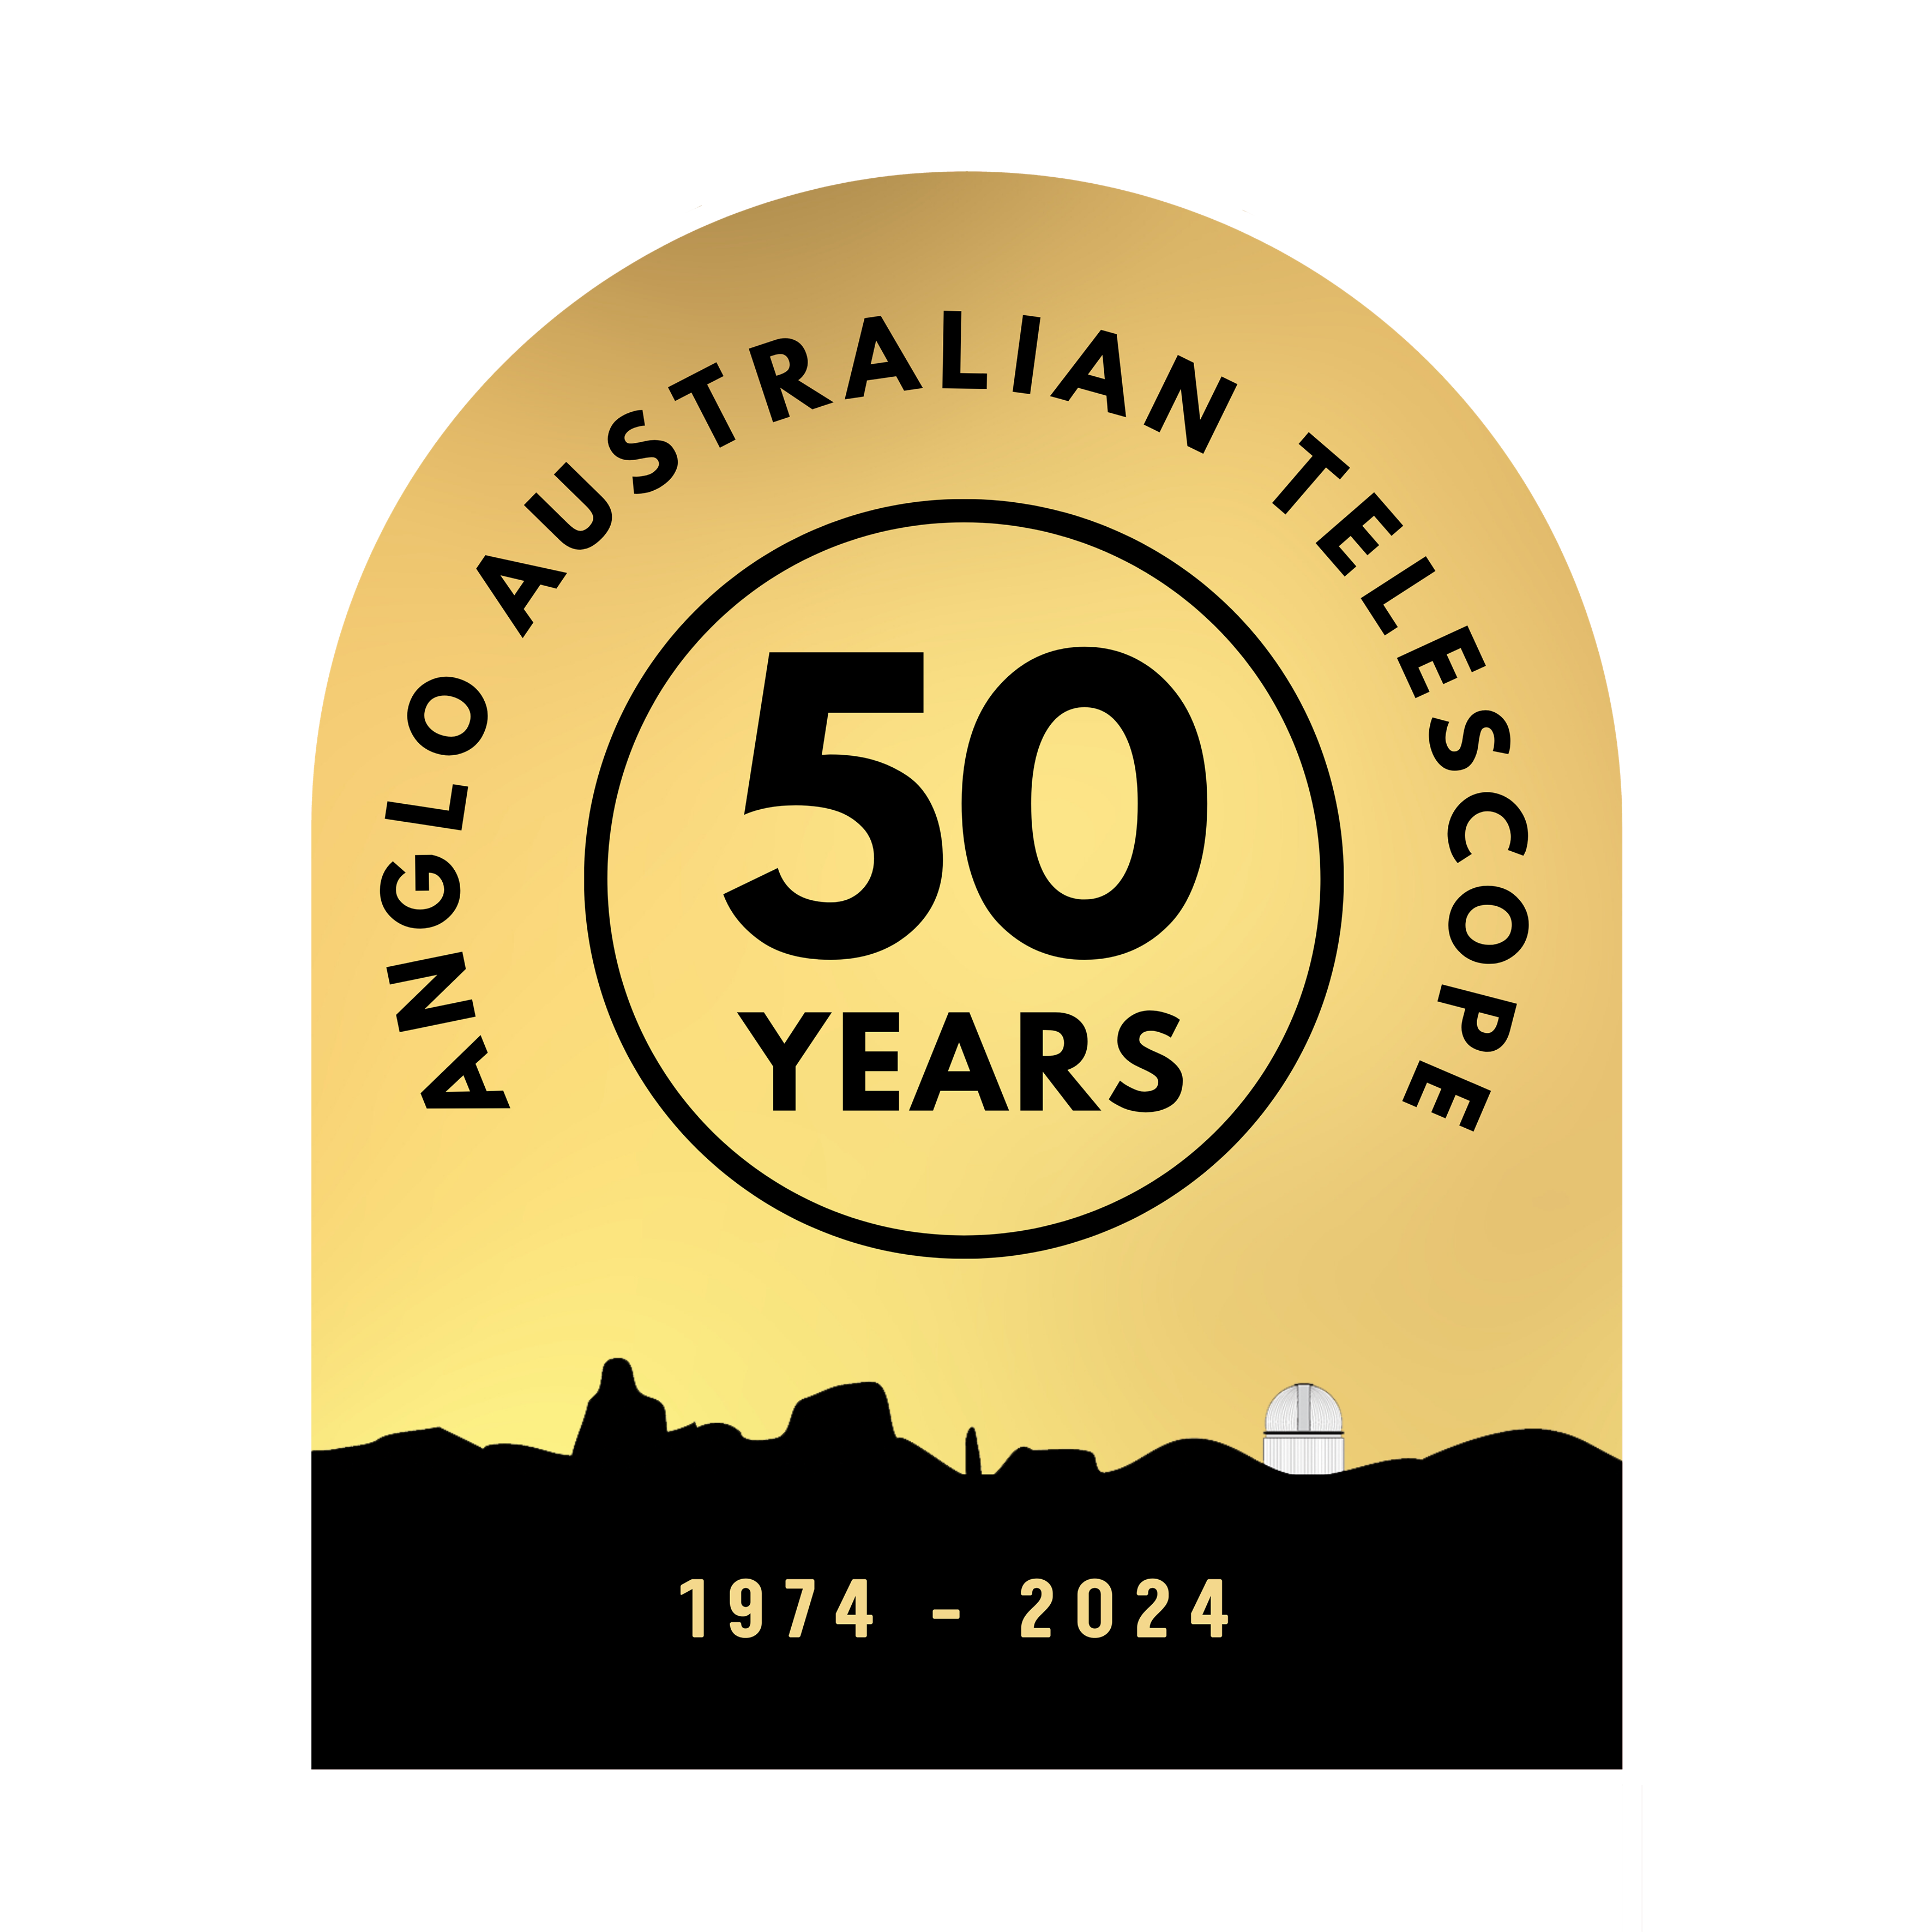 ANGLO AUSTRALIAN TELESCOPE
50
YEARS
1974 - 2024